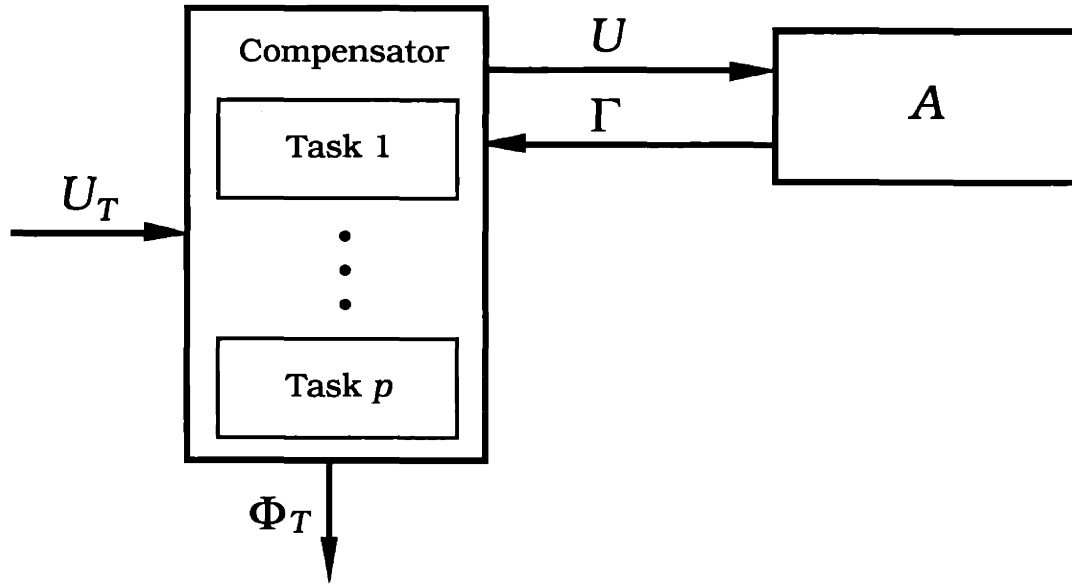 Compensator
U
A
Γ
Task 1
U_T
Task p
Φ_T